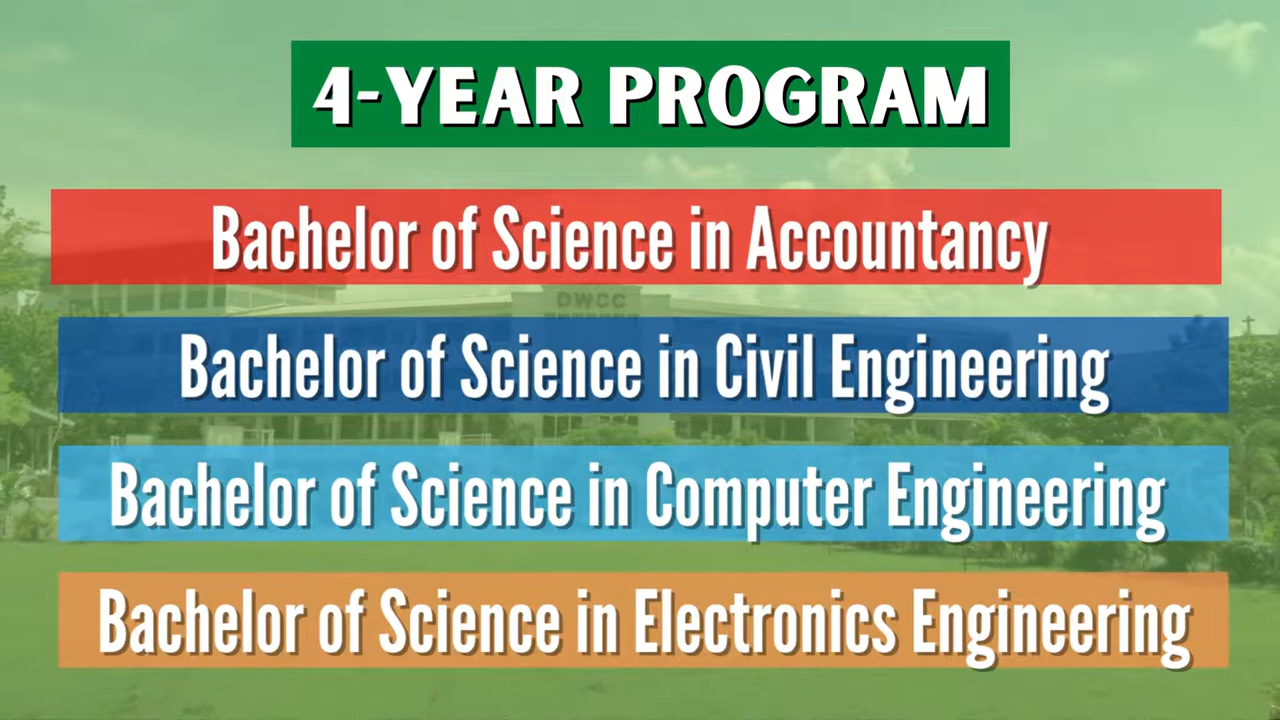 4-YEAR PROGRAM
Bachelor of Science in Accountancy
DWCC
Bachelor of Science in Civil Engineering
Bachelor of Science in Computer Engineering
Bachelor of Science in Electronics Engineering